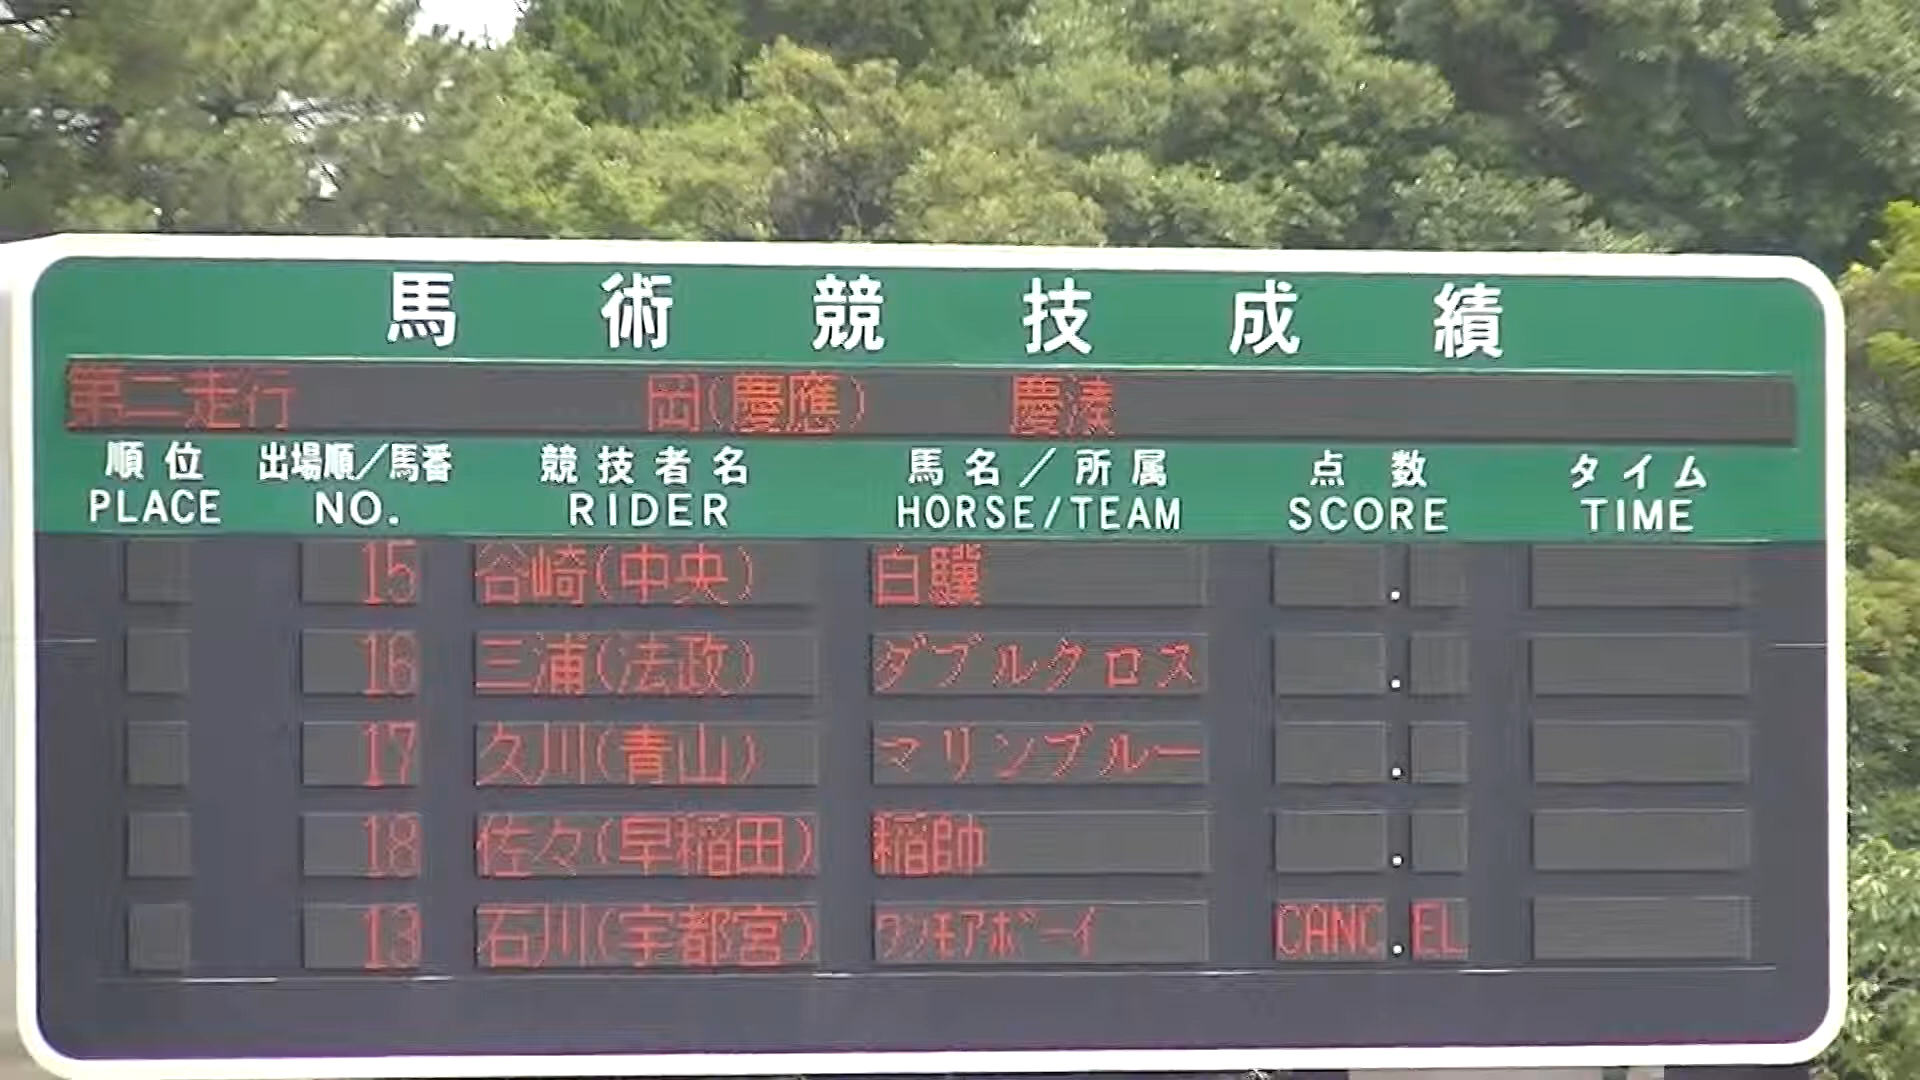 馬術競技成績
第二走行 岡(慶應) 慶湊
順位 出場順/馬番 競技者名 馬名/所属 点数 タイム
PLACE NO. RIDER HORSE/TEAM SCORE TIME
15 谷崎(中央) 白驥 .
16 三浦(法政) ダブルクロス .
17 久川(青山) マリンブルー .
18 佐々(早稲田) 稲帥 .
13 石川(宇都宮) ワンモアボーイ CANC.EL